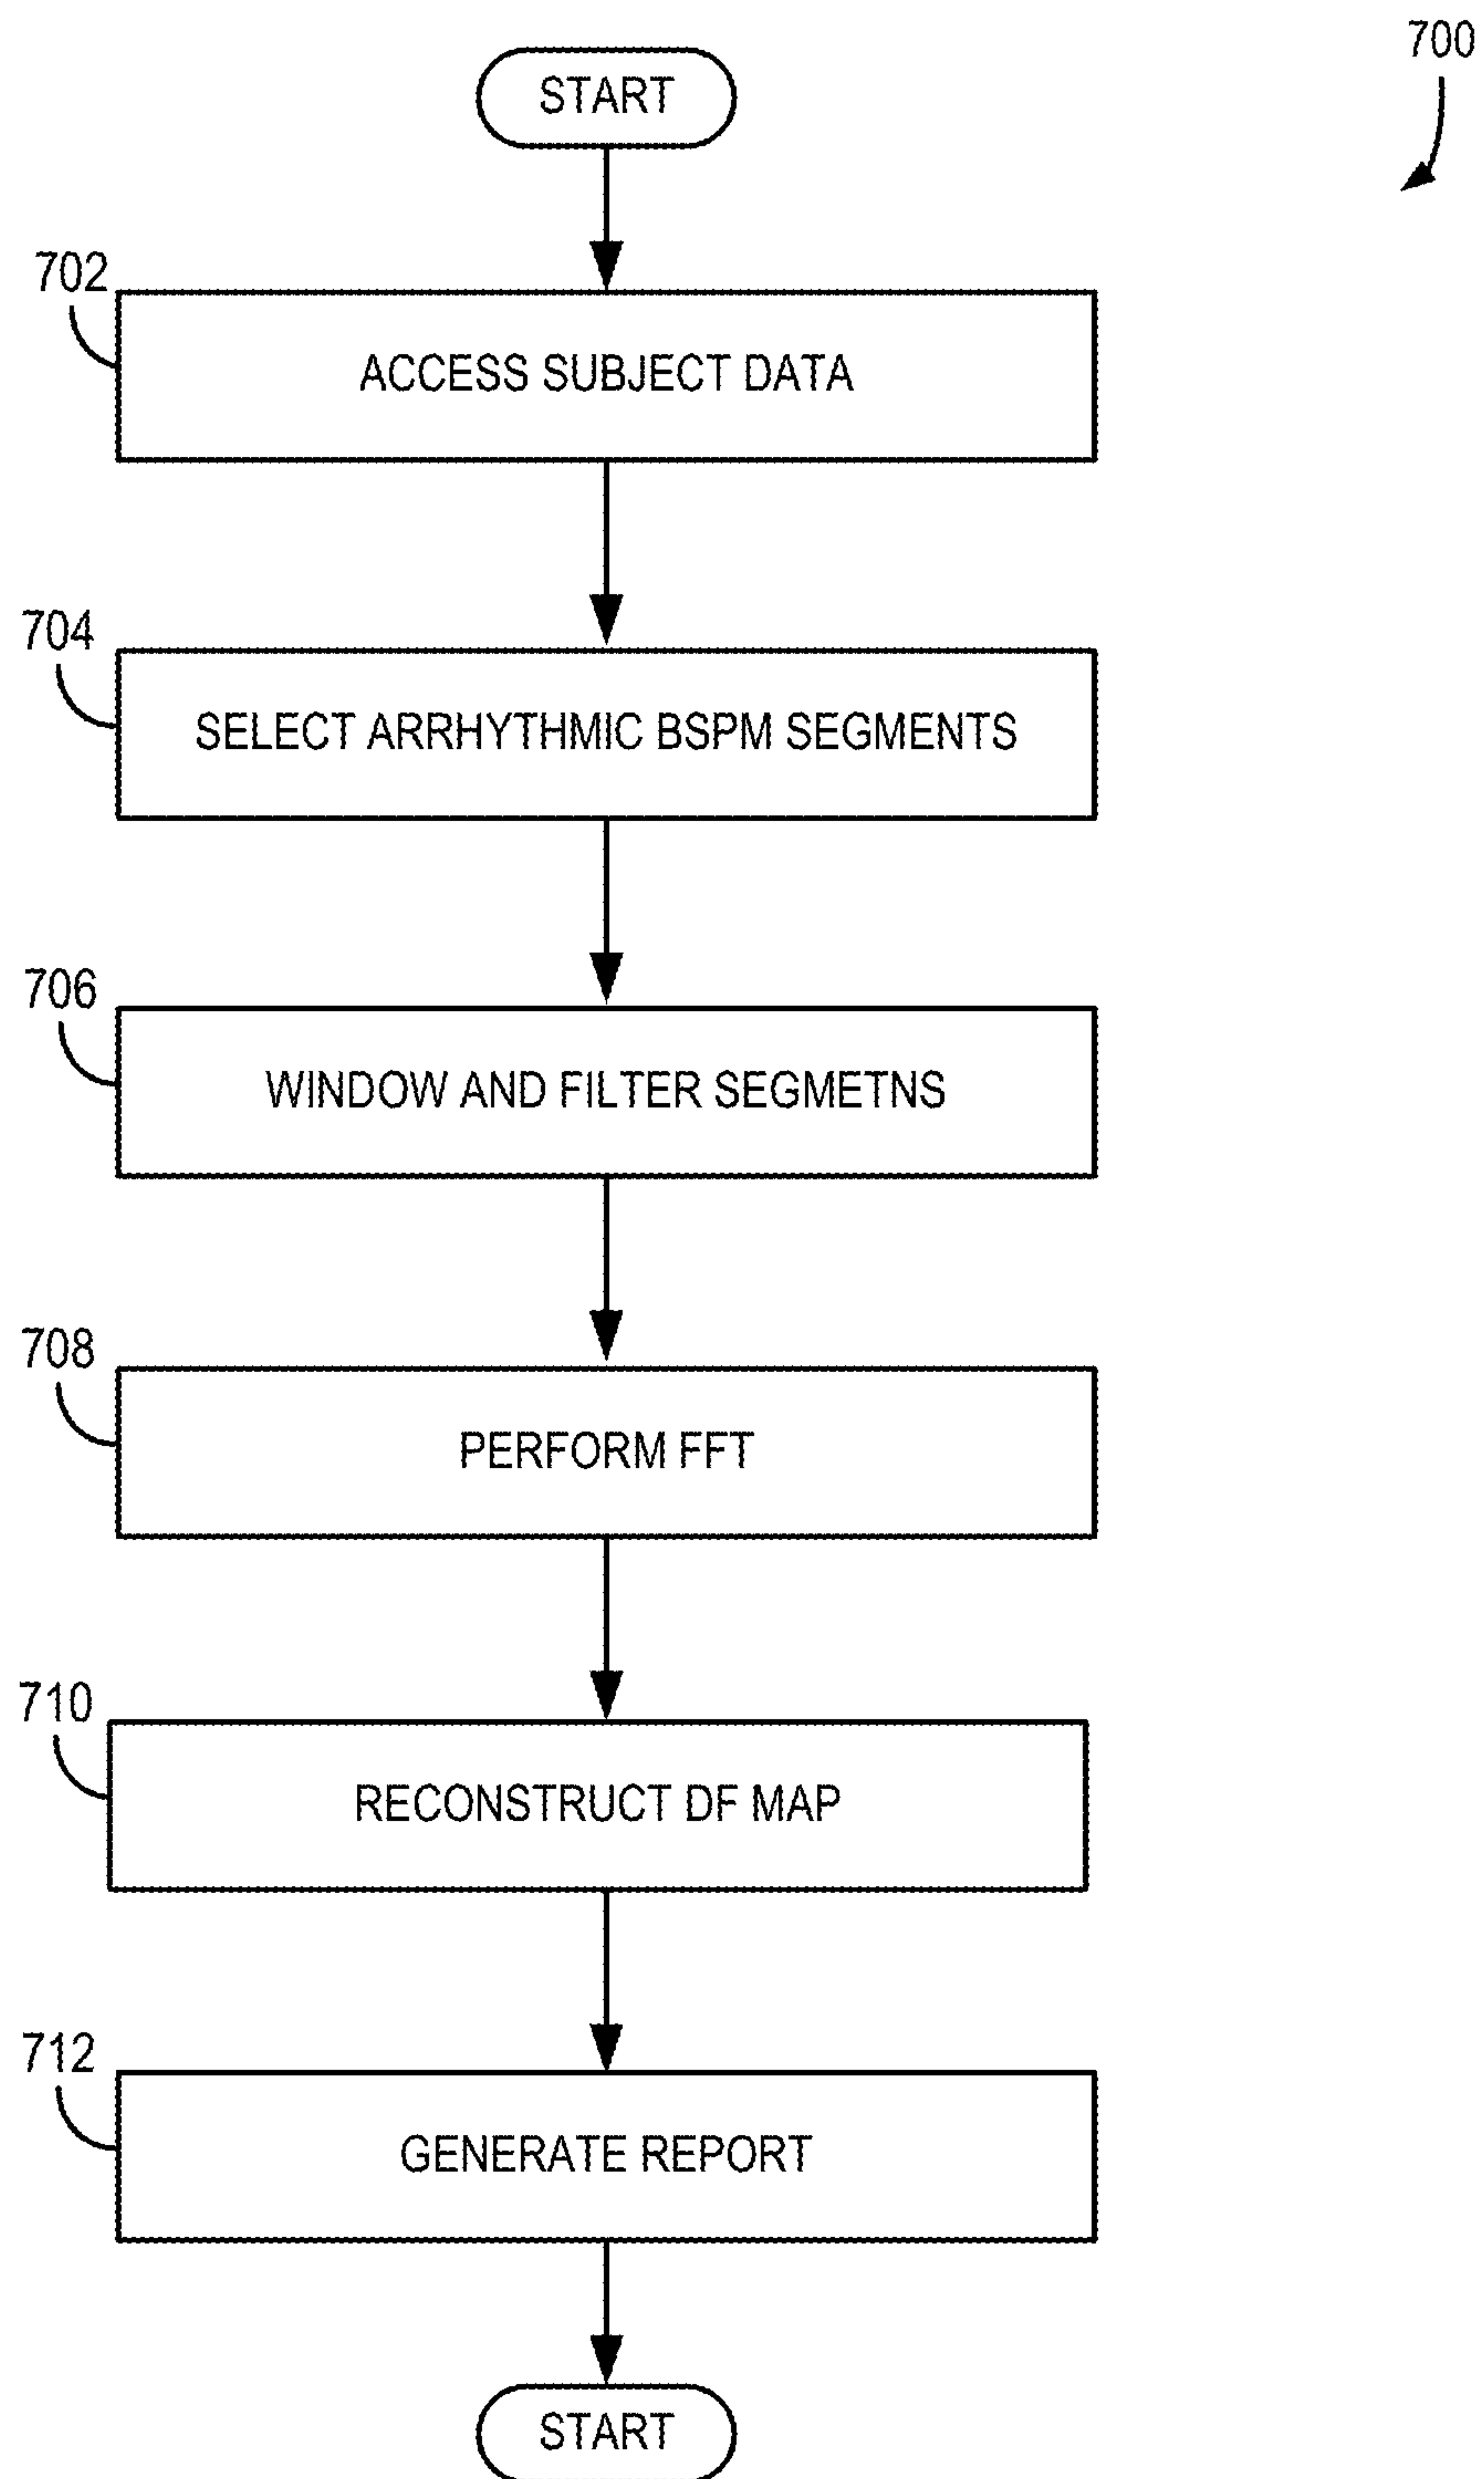 700
START
702
ACCESS SUBJECT DATA
704
SELECT ARRHYTHMIC BSPM SEGMENTS
706
WINDOW AND FILTER SEGMETNS
708
PERFORM FFT
710
RECONSTRUCT DF MAP
712
GENERATE REPORT
START